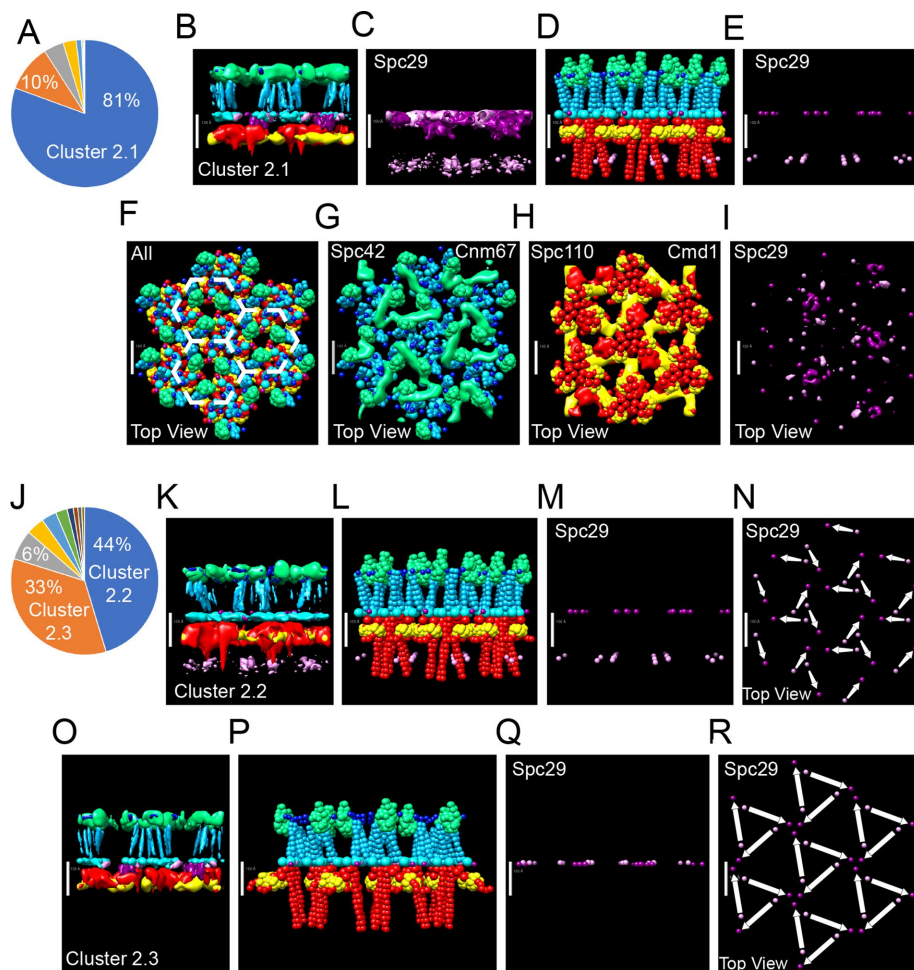 A
B
C
D
E
81%
10%
Cluster 2.1
Cluster 2.1
Spc29
Spc29
F
G
H
I
All
Top View
Spc42 Cnm67
Top View
Spc110 Cmd1
Top View
Spc29
Top View
J
K
L
M
N
44%
Cluster 2.2
33%
Cluster 2.3
6%
Cluster 2.2
Spc29
Spc29
Top View
O
P
Q
R
Cluster 2.3
Spc29
Spc29
Top View